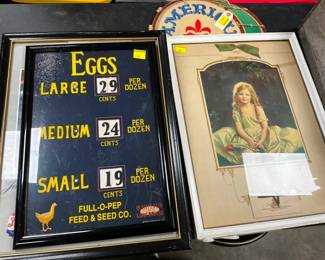 AMERICA
EGGS
LARGE 29 CENTS PER DOZEN
MEDIUM 24 CENTS PER DOZEN
SMALL 19 CENTS PER DOZEN
FULL-O-PEP
FEED & SEED CO.